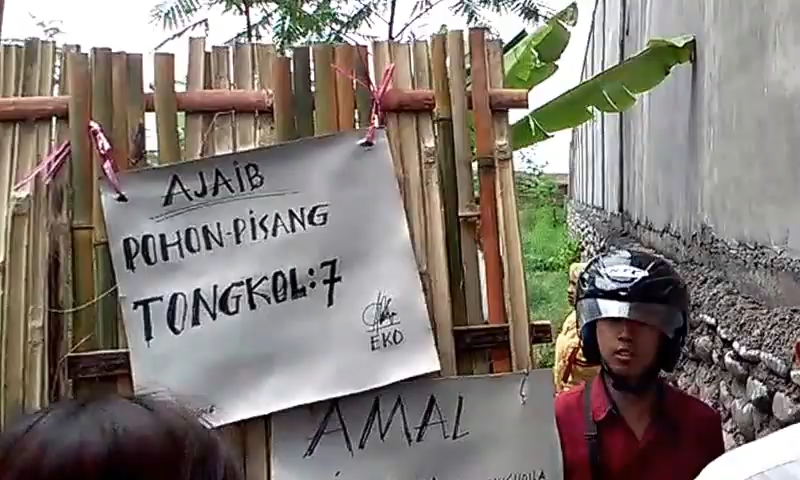 AJAIB
POHON-PISANG
TONGKOL:7
EKO
AMAL